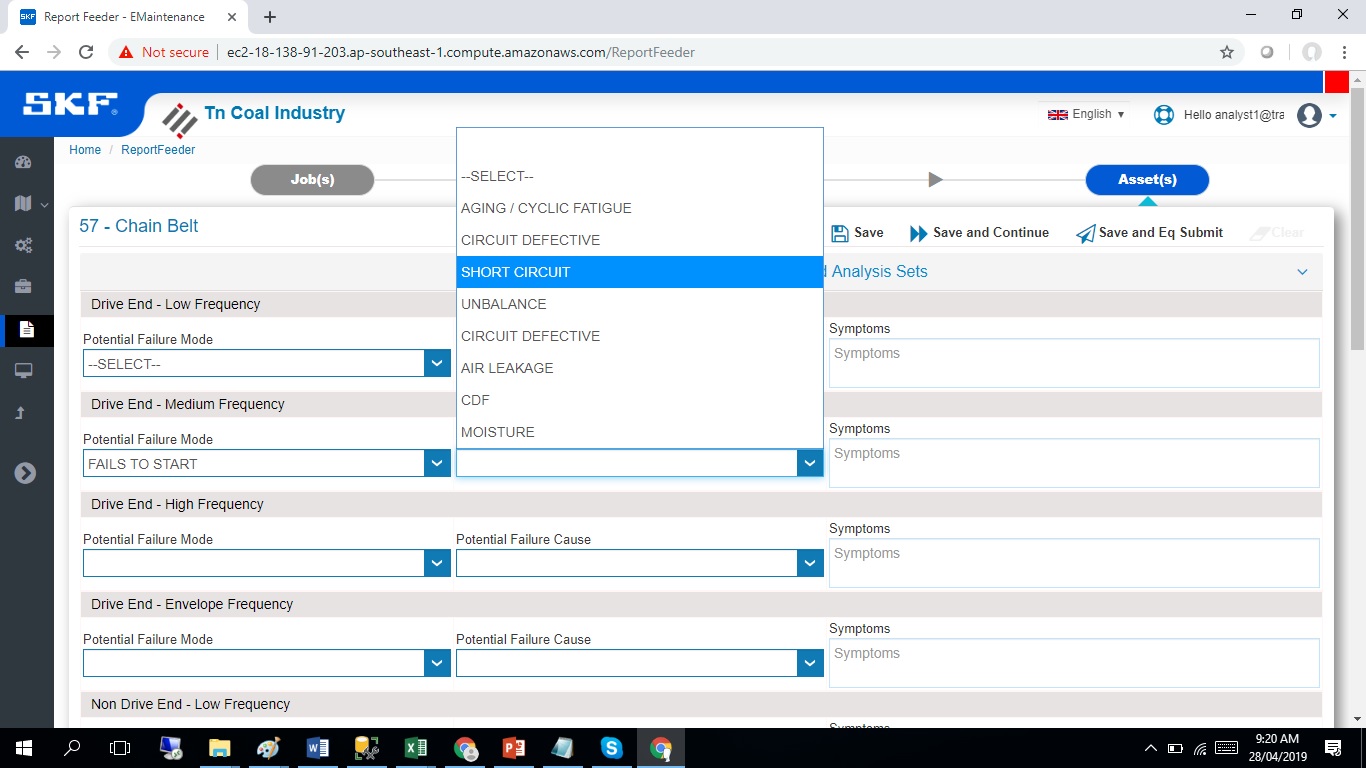 Report Feeder - EMaintenance
Not secure
ec2-18-138-91-203.ap-southeast-1.compute.amazonaws.com/ReportFeeder
SKF
Tn Coal Industry
English
Hello analyst1@tra
Home / ReportFeeder
Job(s)
Asset(s)
57 - Chain Belt
Save
Save and Continue
Save and Eq Submit
Clear
Analysis Sets
--SELECT--
AGING / CYCLIC FATIGUE
CIRCUIT DEFECTIVE
SHORT CIRCUIT
UNBALANCE
CIRCUIT DEFECTIVE
AIR LEAKAGE
CDF
MOISTURE
Drive End - Low Frequency
Potential Failure Mode
--SELECT--
Symptoms
Symptoms
Drive End - Medium Frequency
Potential Failure Mode
FAILS TO START
Symptoms
Symptoms
Drive End - High Frequency
Potential Failure Mode
Potential Failure Cause
Symptoms
Symptoms
Drive End - Envelope Frequency
Potential Failure Mode
Potential Failure Cause
Symptoms
Symptoms
Non Drive End - Low Frequency
Symptoms
9:20 AM
28/04/2019